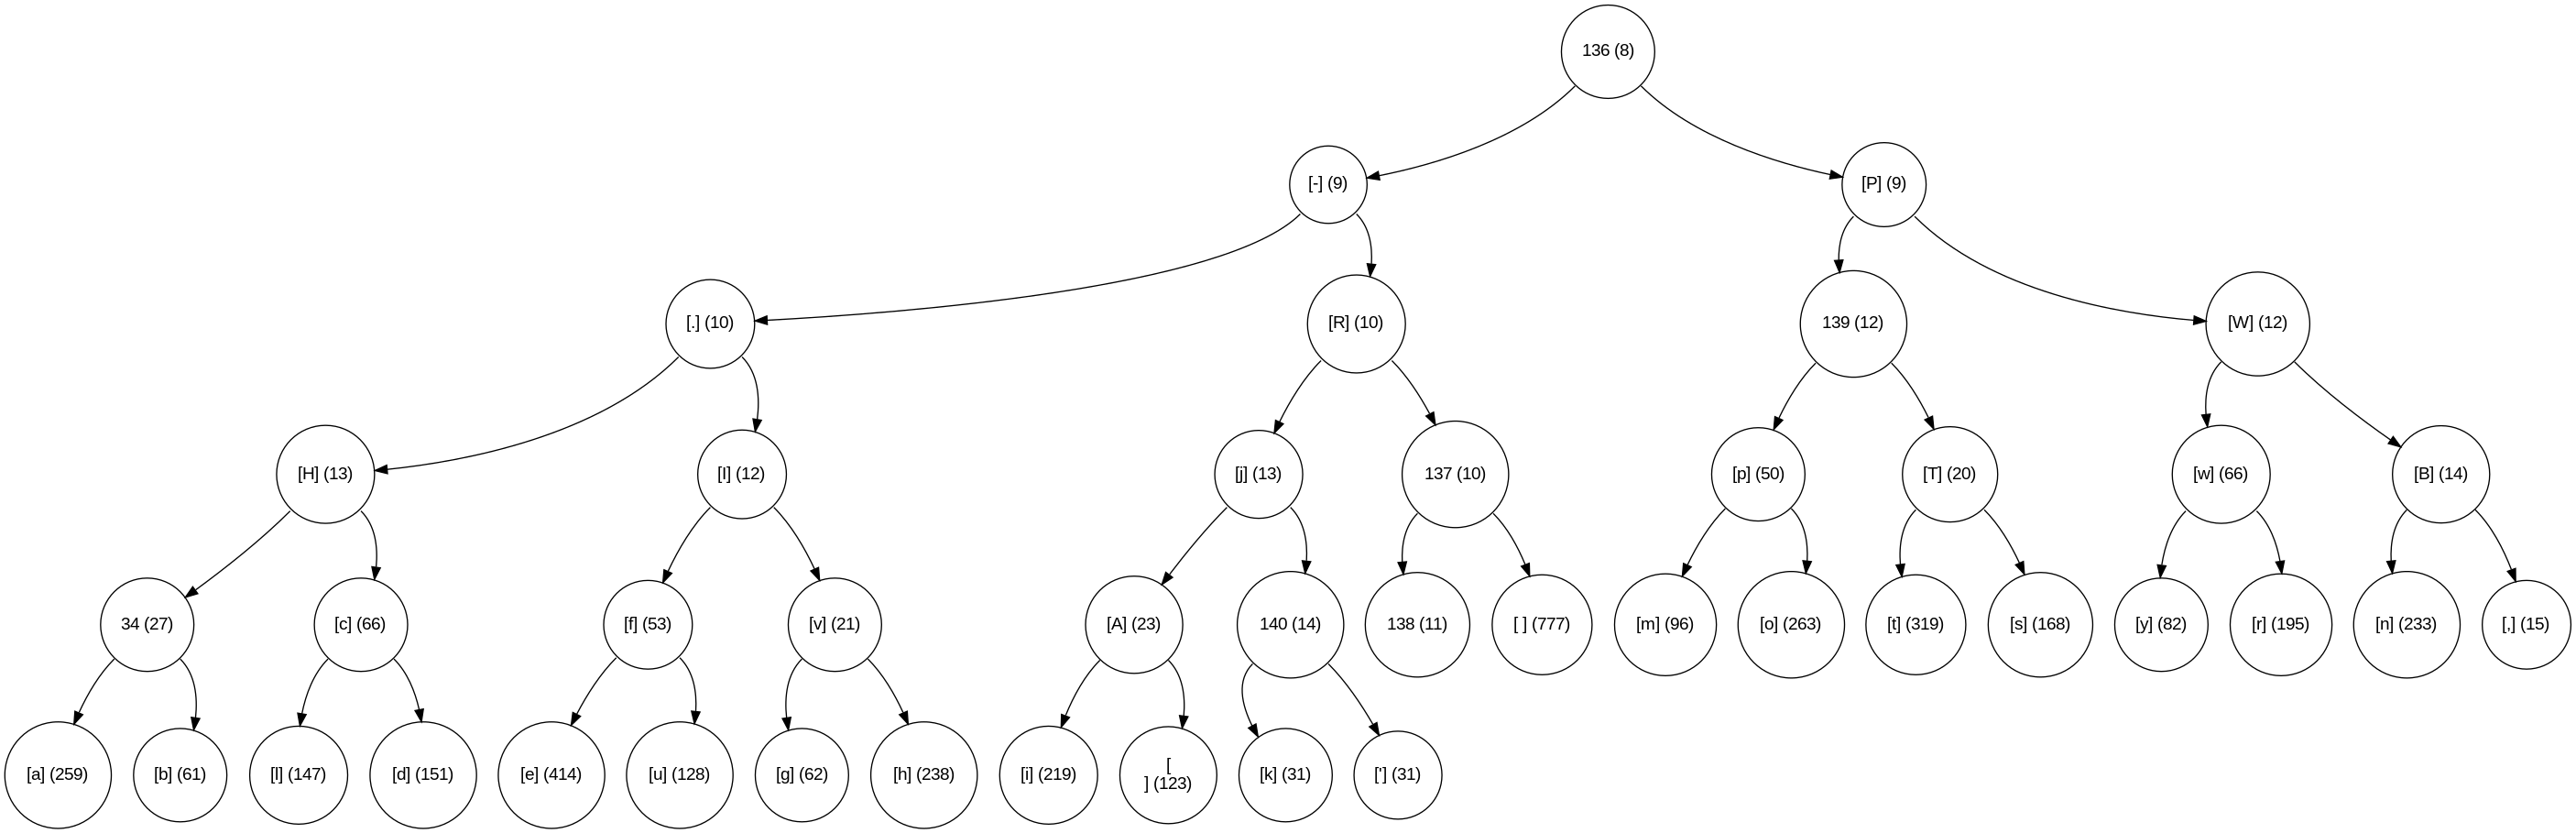 136 (8)
[-] (9)
[P] (9)
[.] (10)
[R] (10)
139 (12)
[W] (12)
[H] (13)
[I] (12)
[j] (13)
137 (10)
[p] (50)
[T] (20)
[w] (66)
[B] (14)
34 (27)
[c] (66)
[f] (53)
[v] (21)
[A] (23)
140 (14)
138 (11)
[ ] (777)
[m] (96)
[o] (263)
[t] (319)
[s] (168)
[y] (82)
[r] (195)
[n] (233)
[,] (15)
[a] (259)
[b] (61)
[l] (147)
[d] (151)
[e] (414)
[u] (128)
[g] (62)
[h] (238)
[i] (219)
[
] (123)
[k] (31)
['] (31)